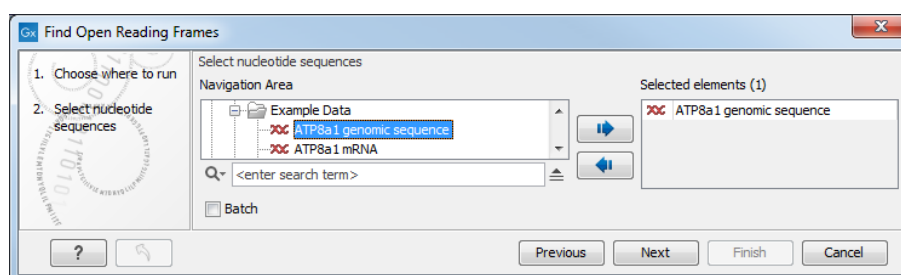 Gx Find Open Reading Frames
1. Choose where to run
2. Select nucleotide
sequences
Select nucleotide sequences
Navigation Area
Example Data
ATP8a1 genomic sequence
ATP8a1 mRNA
<enter search term>
Batch
Selected elements (1)
ATP8a1 genomic sequence
?
Previous
Next
Finish
Cancel